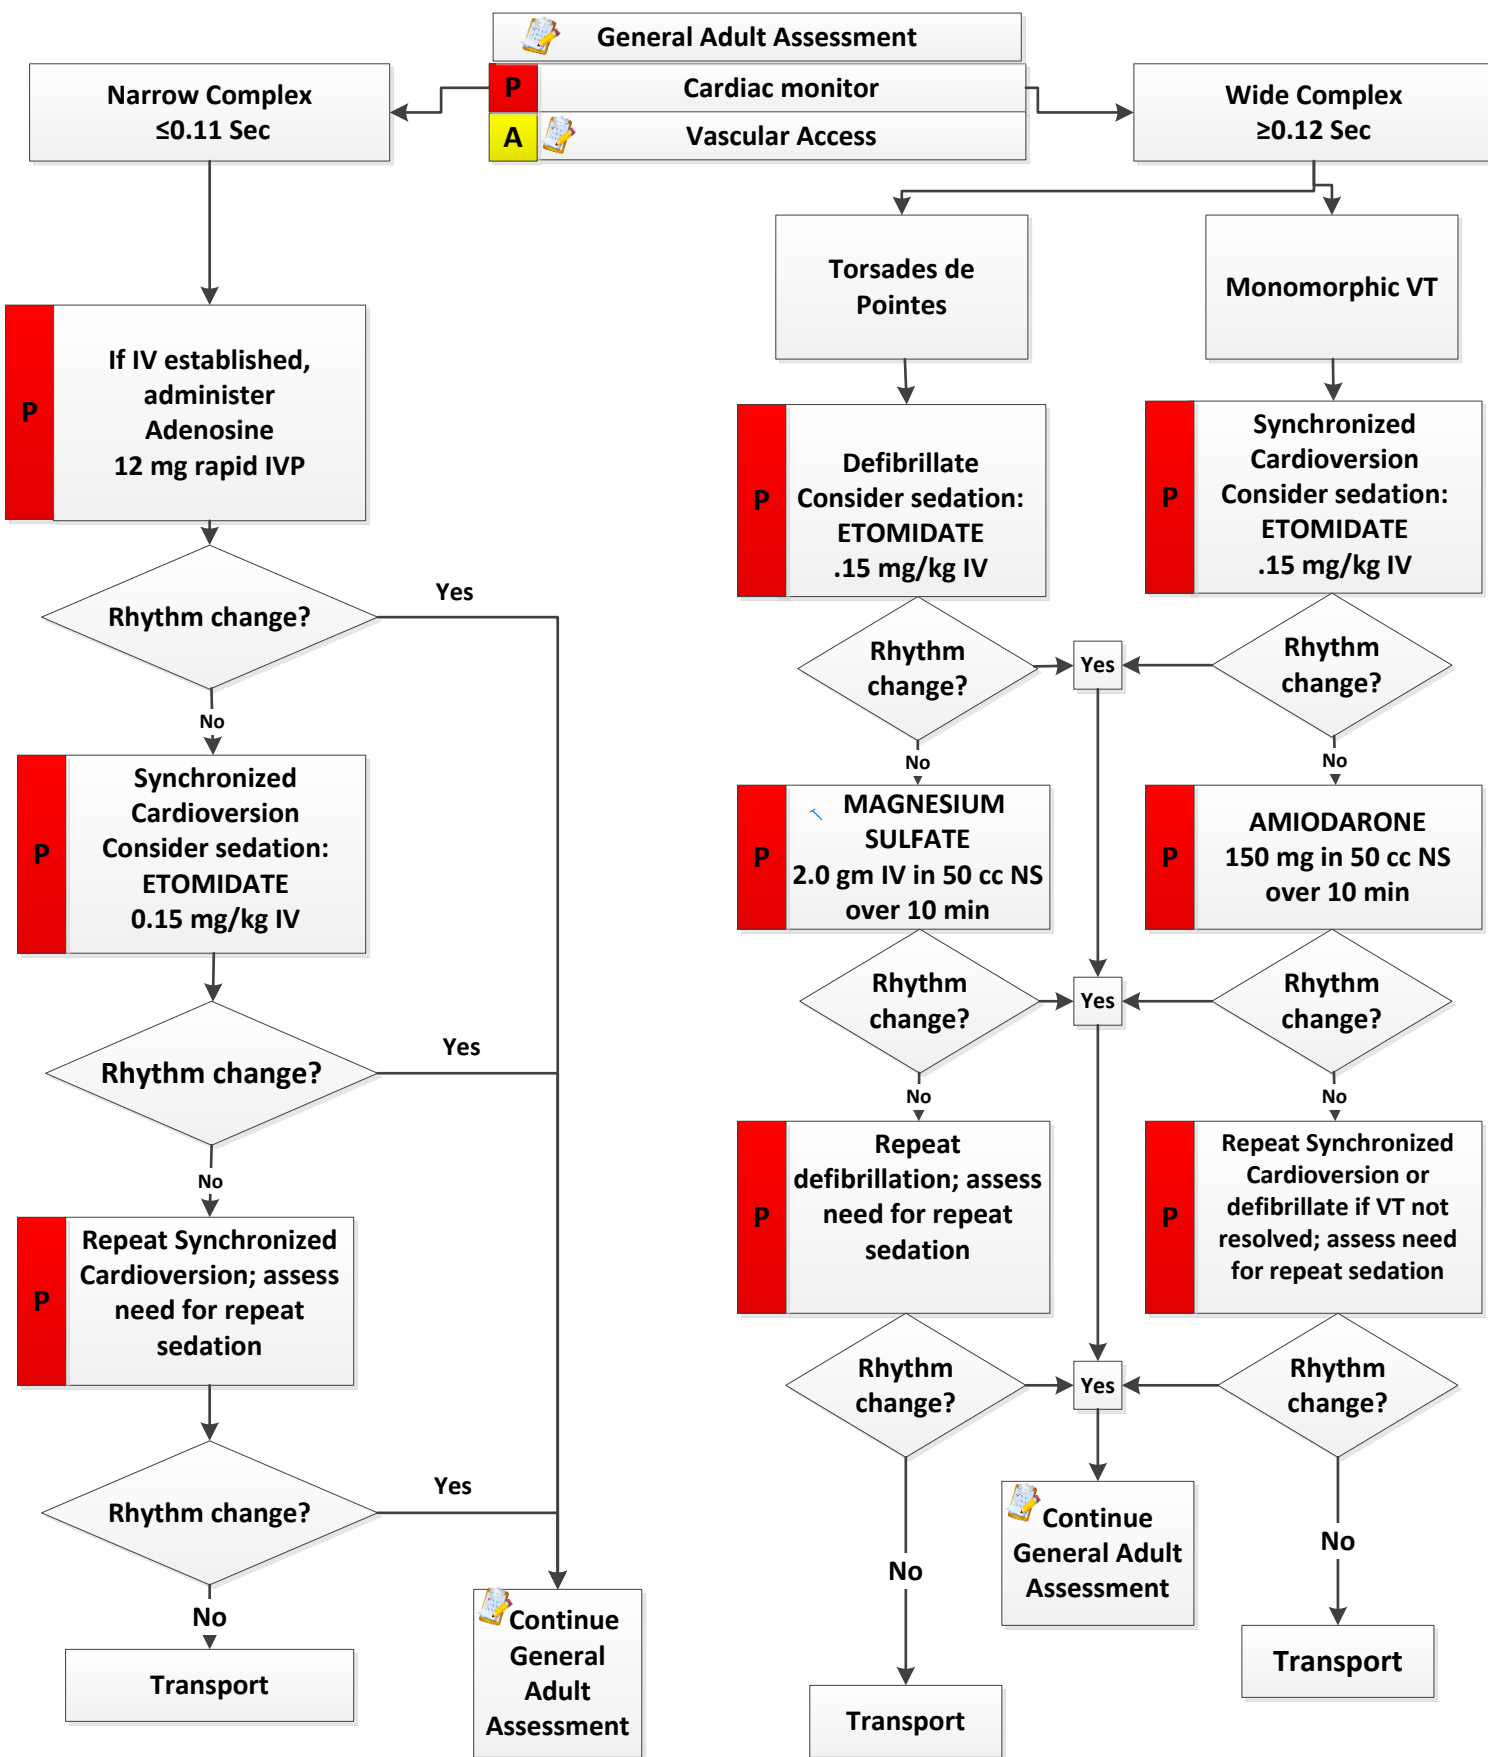 General Adult Assessment
P
Cardiac monitor
A
Vascular Access
Narrow Complex
≤0.11 Sec
P
If IV established,
administer
Adenosine
12 mg rapid IVP
Rhythm change?
Yes
No
P
Synchronized
Cardioversion
Consider sedation:
ETOMIDATE
0.15 mg/kg IV
Rhythm change?
Yes
No
P
Repeat Synchronized
Cardioversion; assess
need for repeat
sedation
Rhythm change?
Yes
No
Transport
Continue
General
Adult
Assessment
Wide Complex
≥0.12 Sec
Torsades de
Pointes
P
Defibrillate
Consider sedation:
ETOMIDATE
.15 mg/kg IV
Rhythm
change?
Yes
No
P
MAGNESIUM
SULFATE
2.0 gm IV in 50 cc NS
over 10 min
Rhythm
change?
Yes
No
P
Repeat
defibrillation; assess
need for repeat
sedation
Rhythm
change?
Yes
No
Transport
Continue
General Adult
Assessment
Monomorphic VT
P
Synchronized
Cardioversion
Consider sedation:
ETOMIDATE
.15 mg/kg IV
Rhythm
change?
No
P
AMIODARONE
150 mg in 50 cc NS
over 10 min
Rhythm
change?
No
P
Repeat Synchronized
Cardioversion or
defibrillate if VT not
resolved; assess need
for repeat sedation
Rhythm
change?
No
Transport